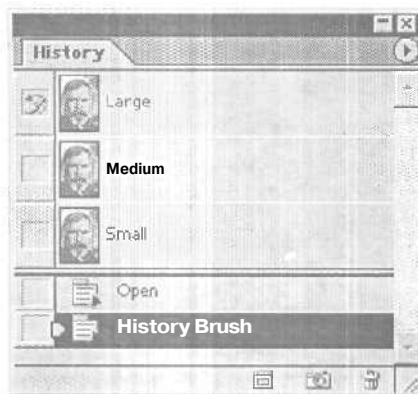 History
Large
Medium
Small
Open
History Brush